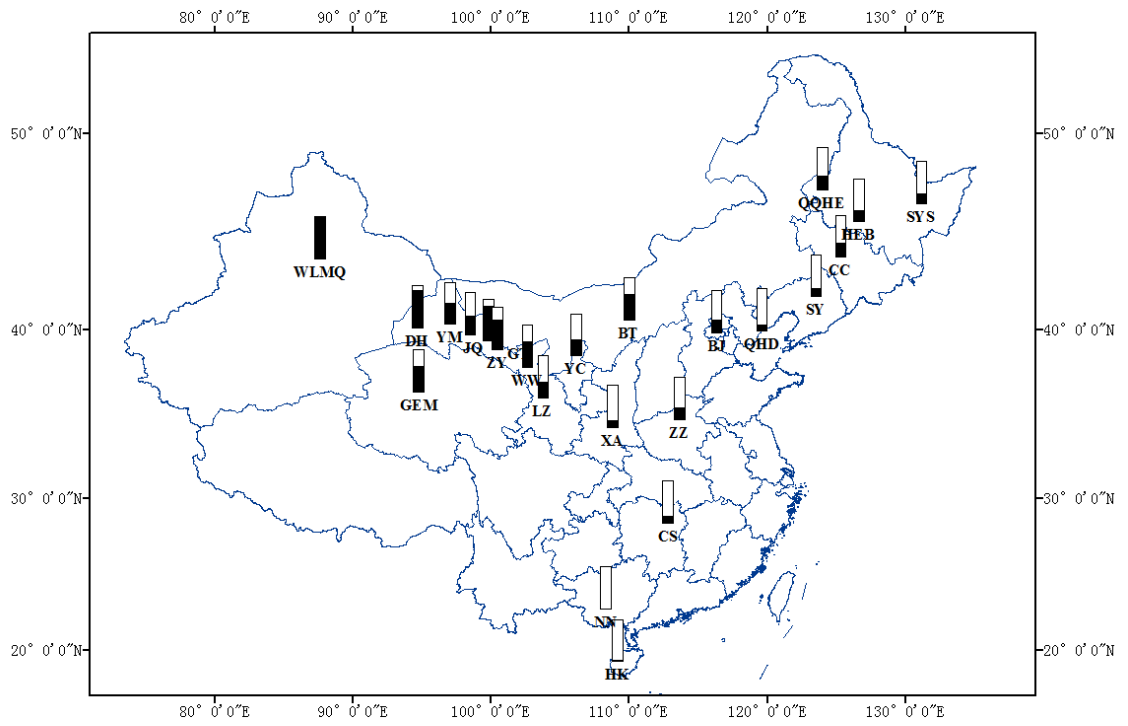 80° 0'0"E 90° 0'0"E 100° 0'0"E 110° 0'0"E 120° 0'0"E 130° 0'0"E
50° 0'0"N 50° 0'0"N
QQHE
SYS
HEB
WLMQ
CC
SY
40° 0'0"N 40° 0'0"N
DH
YM
JQ
ZY
G
WW
YC
BT
BJ
QHD
GEM
LZ
XA
ZZ
30° 0'0"N 30° 0'0"N
CS
NN
20° 0'0"N 20° 0'0"N
HK
80° 0'0"E 90° 0'0"E 100° 0'0"E 110° 0'0"E 120° 0'0"E 130° 0'0"E